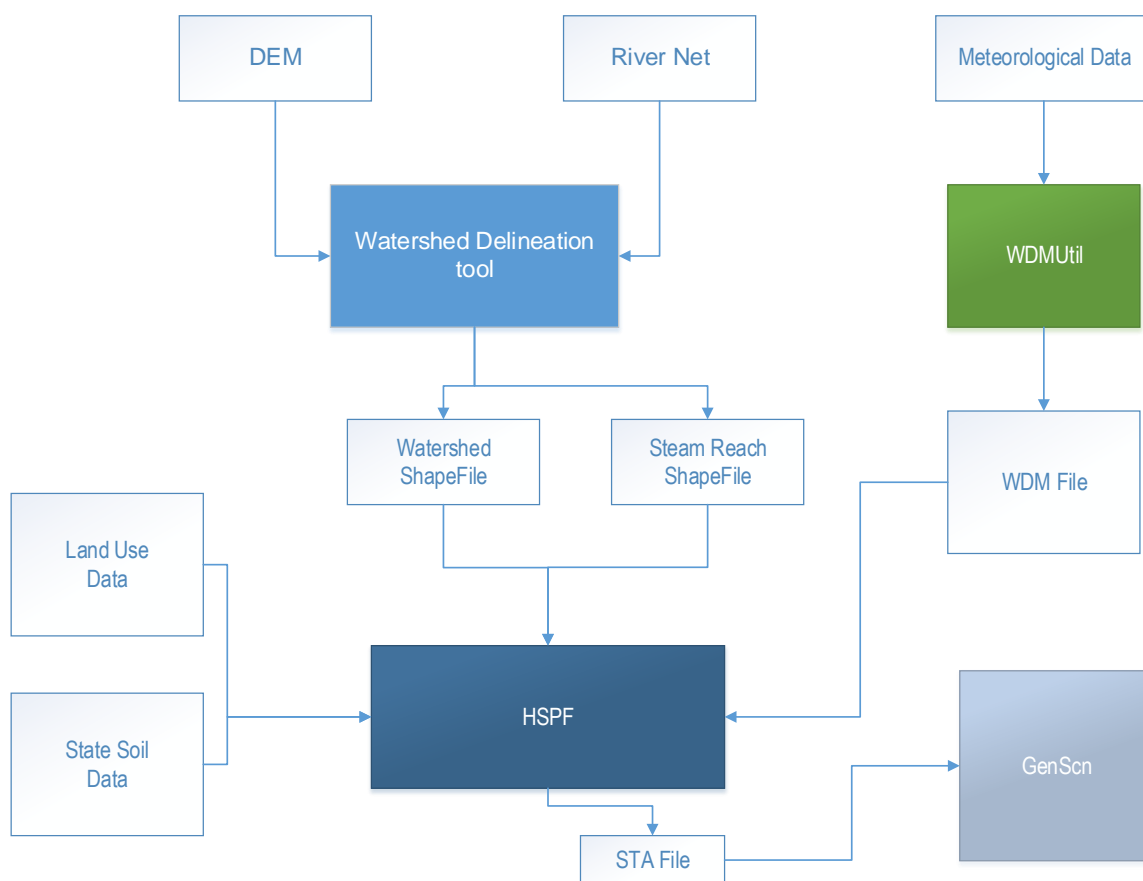 DEM
River Net
Meteorological Data
Watershed Delineation
tool
WDMUtil
Watershed
ShapeFile
Steam Reach
ShapeFile
WDM File
Land Use
Data
HSPF
State Soil
Data
GenScn
STA File